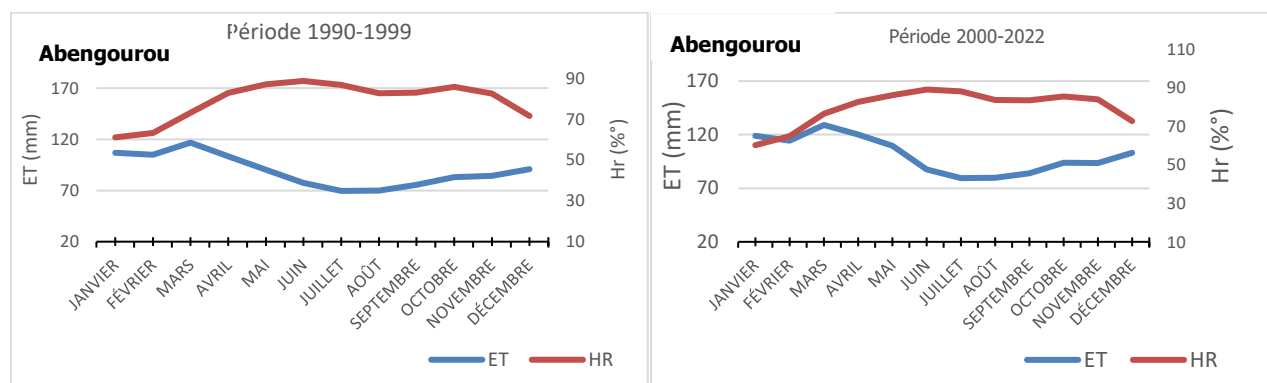 Période 1990-1999
Abengourou
ET (mm)
170
120
70
20
90
70
50
30
10
Hr (%°)
JANVIER
FÉVRIER
MARS
AVRIL
MAI
JUIN
JUILLET
AOÛT
SEPTEMBRE
OCTOBRE
NOVEMBRE
DÉCEMBRE
ET HR
Période 2000-2022
Abengourou
ET (mm)
170
120
70
20
110
90
70
50
30
10
Hr (%°)
JANVIER
FÉVRIER
MARS
AVRIL
MAI
JUIN
JUILLET
AOÛT
SEPTEMBRE
OCTOBRE
NOVEMBRE
DÉCEMBRE
ET HR